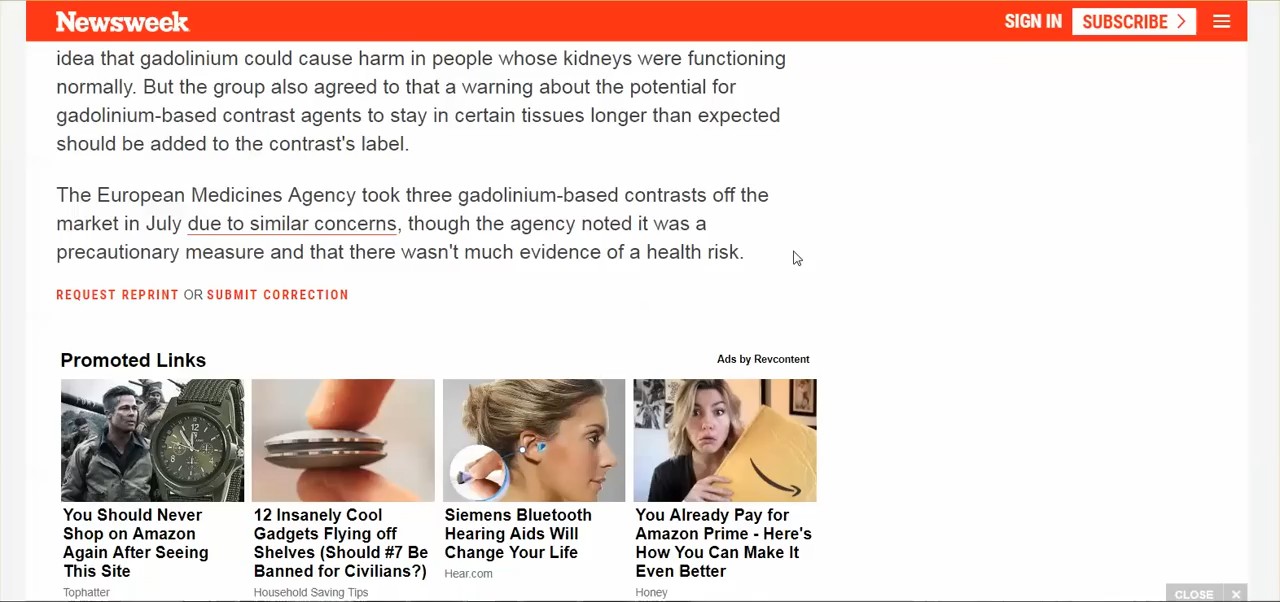 Newsweek
SIGN IN
SUBSCRIBE
idea that gadolinium could cause harm in people whose kidneys were functioning
normally. But the group also agreed to that a warning about the potential for
gadolinium-based contrast agents to stay in certain tissues longer than expected
should be added to the contrast's label.
The European Medicines Agency took three gadolinium-based contrasts off the
market in July due to similar concerns, though the agency noted it was a
precautionary measure and that there wasn't much evidence of a health risk.
REQUEST REPRINT OR SUBMIT CORRECTION
Promoted Links
Ads by Revcontent
You Should Never
Shop on Amazon
Again After Seeing
This Site
Tophatter
12 Insanely Cool
Gadgets Flying off
Shelves (Should #7 Be
Banned for Civilians?)
Household Saving Tips
Siemens Bluetooth
Hearing Aids Will
Change Your Life
Hear.com
You Already Pay for
Amazon Prime - Here's
How You Can Make It
Even Better
Honey
CLOSE